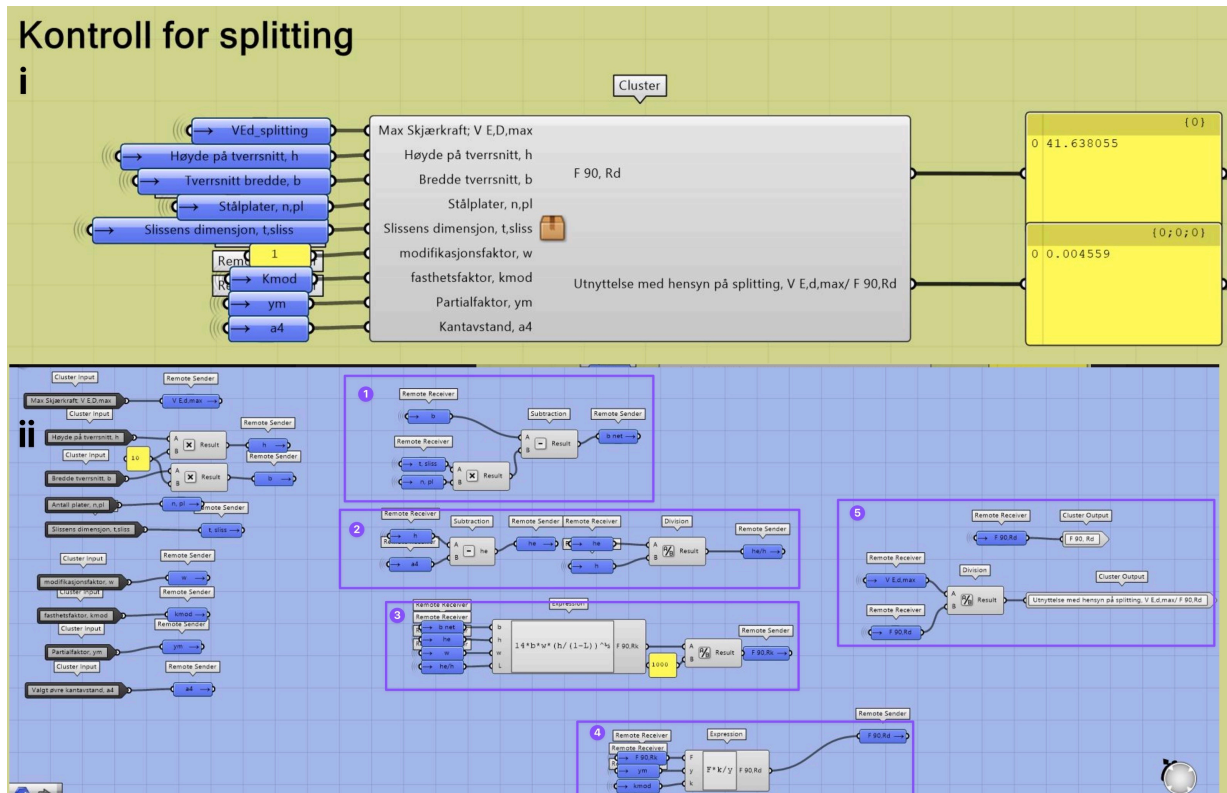 Kontroll for splitting
i
Cluster
VEd_splitting
Høyde på tverrsnitt, h
Tverrsnitt bredde, b
Stålplater, n,pl
Slissens dimensjon, t,sliss
1
Kmod
ym
a4
Max Skjærkraft; V E,D,max
Høyde på tverrsnitt, h
Bredde tverrsnitt, b
Stålplater, n,pl
Slissens dimensjon, t,sliss
modifikasjonsfaktor, w
fasthetsfaktor, kmod
Partialfaktor, ym
Kantavstand, a4
F 90, Rd
Utnyttelse med hensyn på splitting, V E,d,max/ F 90,Rd
{0}
0 41.638055
{0;0;0}
0 0.004559
ii
Cluster Input
Remote Sender
Max Skjærkraft; V E,D,max
V E,d,max
Cluster Input
Remote Sender
Høyde på tverrsnitt, h
A
B
Result
h
Cluster Input
10
Remote Sender
Bredde tverrsnitt, b
A
B
Result
b
Antall plater, n,pl
n, pl
Slissens dimensjon, t,sliss
t, sliss
Cluster Input
Remote Sender
modifikasjonsfaktor, w
w
Cluster Input
Remote Sender
fasthetsfaktor, kmod
kmod
Cluster Input
Remote Sender
Partialfaktor, ym
ym
Cluster Input
Remote Sender
Valgt øvre kantavstand, a4
a4
1
Remote Receiver
b
Subtraction
Remote Sender
A
B
Result
b net
Remote Receiver
t, sliss
n, pl
A
B
Result
2
Remote Receiver
h
a4
Subtraction
A
B
he
Remote Sender
he
Remote Receiver
he
h
Division
A
B
Result
Remote Sender
he/h
3
Remote Receiver
Remote Receiver
b net
he
w
he/h
Expression
b
h
w
L
14*b*w*(h/(1-L))^½
F 90,Rk
1000
A
B
Result
Remote Sender
F 90,Rk
4
Remote Receiver
Remote Receiver
F 90,Rk
ym
kmod
Expression
F
y
k
F*k/y
F 90,Rd
Remote Sender
F 90,Rd
5
Remote Receiver
F 90,Rd
Cluster Output
F 90, Rd
Remote Receiver
V E,d,max
Division
A
B
Result
Cluster Output
Utnyttelse med hensyn på splitting, V E,d,max/ F 90,Rd
Remote Receiver
F 90,Rd